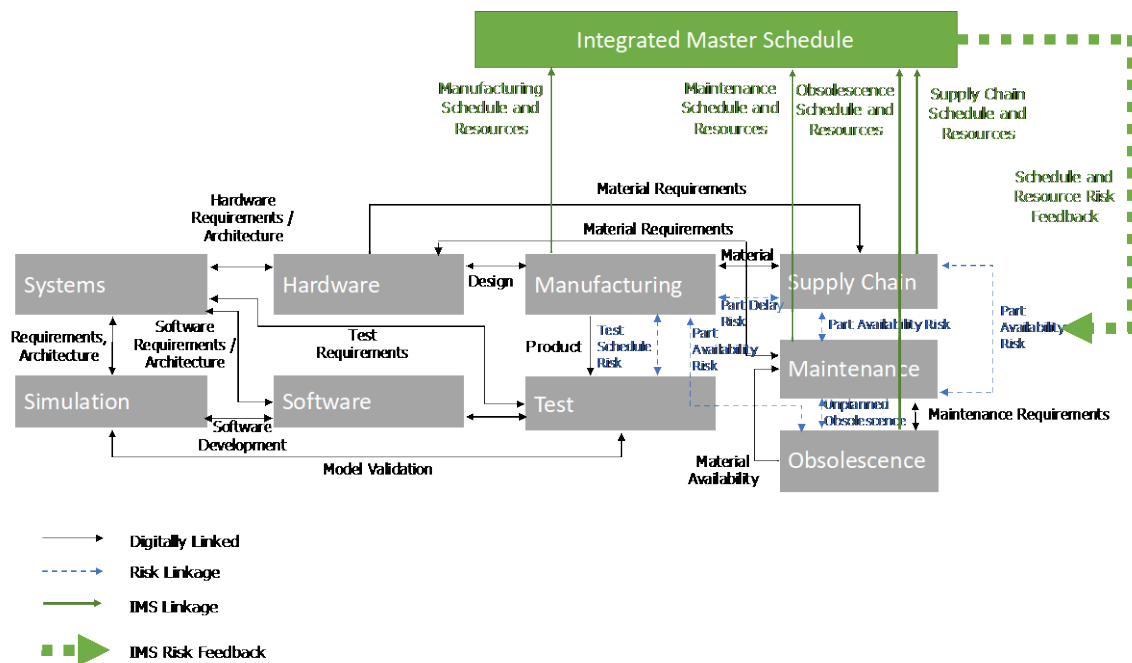 Integrated Master Schedule
Manufacturing
Schedule and
Resources
Maintenance
Schedule and
Resources
Obsolescence
Schedule and
Resources
Supply Chain
Schedule and
Resources
Schedule and
Resource Risk
Feedback
Hardware
Requirements /
Architecture
Material Requirements
Material Requirements
Systems
Hardware
Design
Manufacturing
Material
Supply Chain
Part Delay
Risk
Requirements,
Architecture
Software
Requirements /
Architecture
Test
Requirements
Product
Test
Schedule
Risk
Part
Availability
Risk
Part Availability Risk
Part
Availability
Risk
Simulation
Software
Test
Maintenance
Software
Development
Unplanned
Obsolescence
Maintenance Requirements
Model Validation
Material
Availability
Obsolescence
Digitally Linked
Risk Linkage
IMS Linkage
IMS Risk Feedback